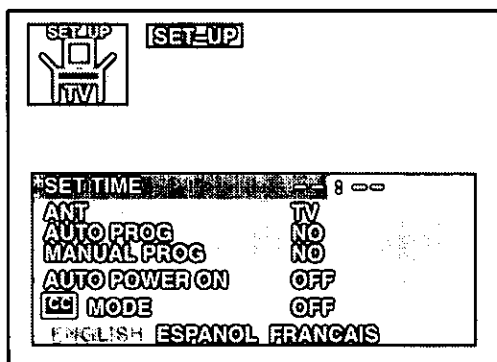 SET-UP
TV
SET-UP
*SET TIME --:--
ANT TV
AUTO PROG NO
MANUAL PROG NO
AUTO POWER ON OFF
CC MODE OFF
ENGLISH ESPANOL FRANCAIS